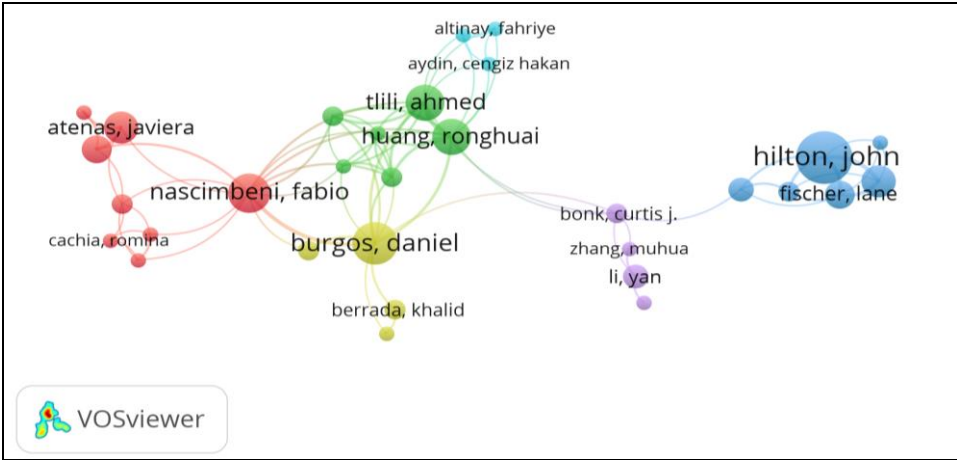 altinay, fahriye
aydin, cengiz hakan
tlili, ahmed
atenas, javiera
huang, ronghuai
hilton, john
nascimbeni, fabio
fischer, lane
bonk, curtis j.
cachia, romina
burgos, daniel
zhang, muhua
li, yan
berrada, khalid
VOSviewer